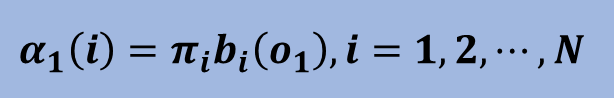 α₁(i) = πᵢbᵢ(o₁), i = 1, 2, ⋯, N